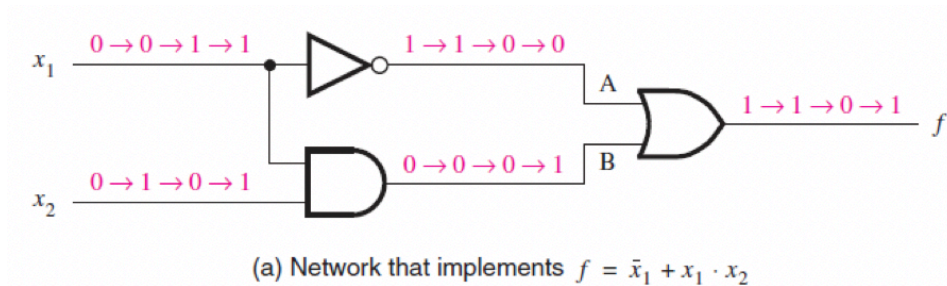 0→0→1→1
1→1→0→0
x₁
A
1→1→0→1
f
B
0→0→0→1
0→1→0→1
x₂
(a) Network that implements f = x̄₁ + x₁ · x₂